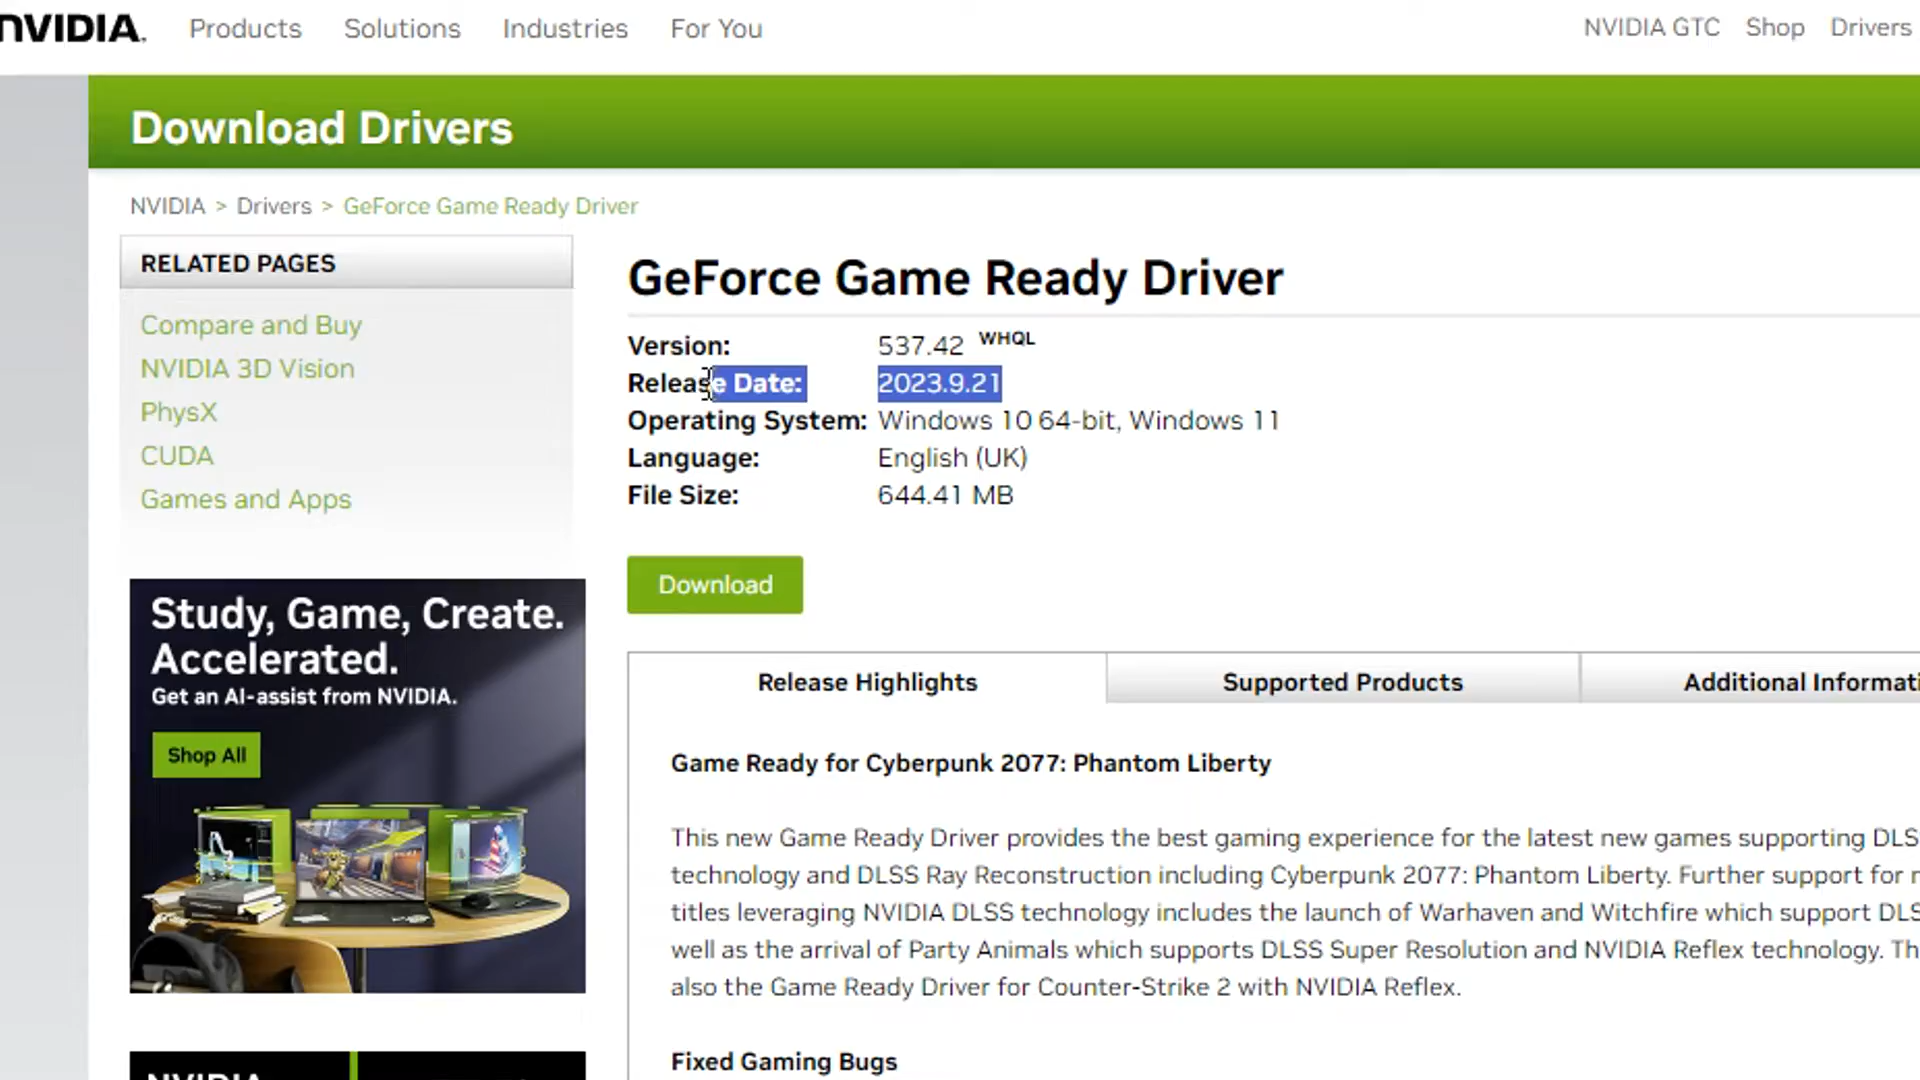 NVIDIA.
Products
Solutions
Industries
For You
NVIDIA GTC
Shop
Drivers
Download Drivers
NVIDIA > Drivers > GeForce Game Ready Driver
RELATED PAGES
Compare and Buy
NVIDIA 3D Vision
PhysX
CUDA
Games and Apps
Study, Game, Create.
Accelerated.
Get an AI-assist from NVIDIA.
Shop All
NVIDIA
GeForce Game Ready Driver
Version: 537.42 WHQL
Release Date: 2023.9.21
Operating System: Windows 10 64-bit, Windows 11
Language: English (UK)
File Size: 644.41 MB
Download
Release Highlights
Supported Products
Additional Informati
Game Ready for Cyberpunk 2077: Phantom Liberty
This new Game Ready Driver provides the best gaming experience for the latest new games supporting DLS
technology and DLSS Ray Reconstruction including Cyberpunk 2077: Phantom Liberty. Further support for
titles leveraging NVIDIA DLSS technology includes the launch of Warhaven and Witchfire which support DLS
well as the arrival of Party Animals which supports DLSS Super Resolution and NVIDIA Reflex technology. Th
also the Game Ready Driver for Counter-Strike 2 with NVIDIA Reflex.
Fixed Gaming Bugs